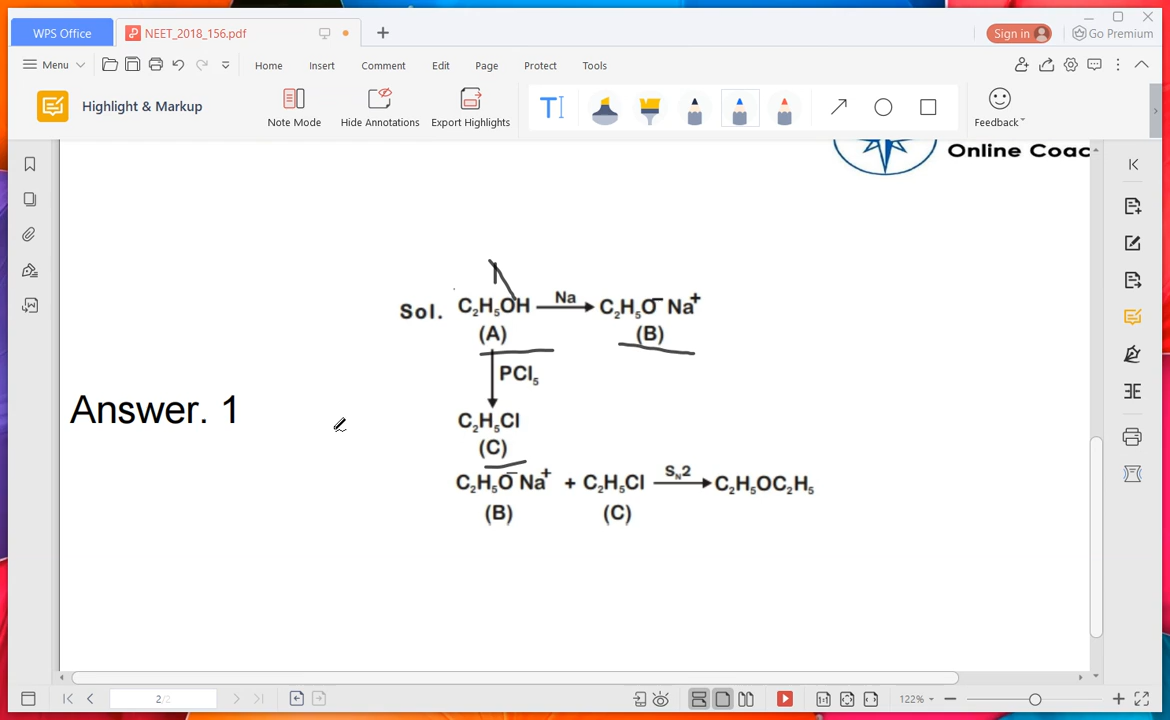 WPS Office
NEET_2018_156.pdf
Sign in
Go Premium
Menu
Home
Insert
Comment
Edit
Page
Protect
Tools
Highlight & Markup
Note Mode
Hide Annotations
Export Highlights
Feedback
Online Coac
Sol. C₂H₅OH Na C₂H₅O⁻ Na⁺
(A) (B)
PCl₅
C₂H₅Cl
(C)
Answer. 1
C₂H₅O⁻ Na⁺ + C₂H₅Cl Sₙ2 C₂H₅OC₂H₅
(B) (C)
2/2
122%